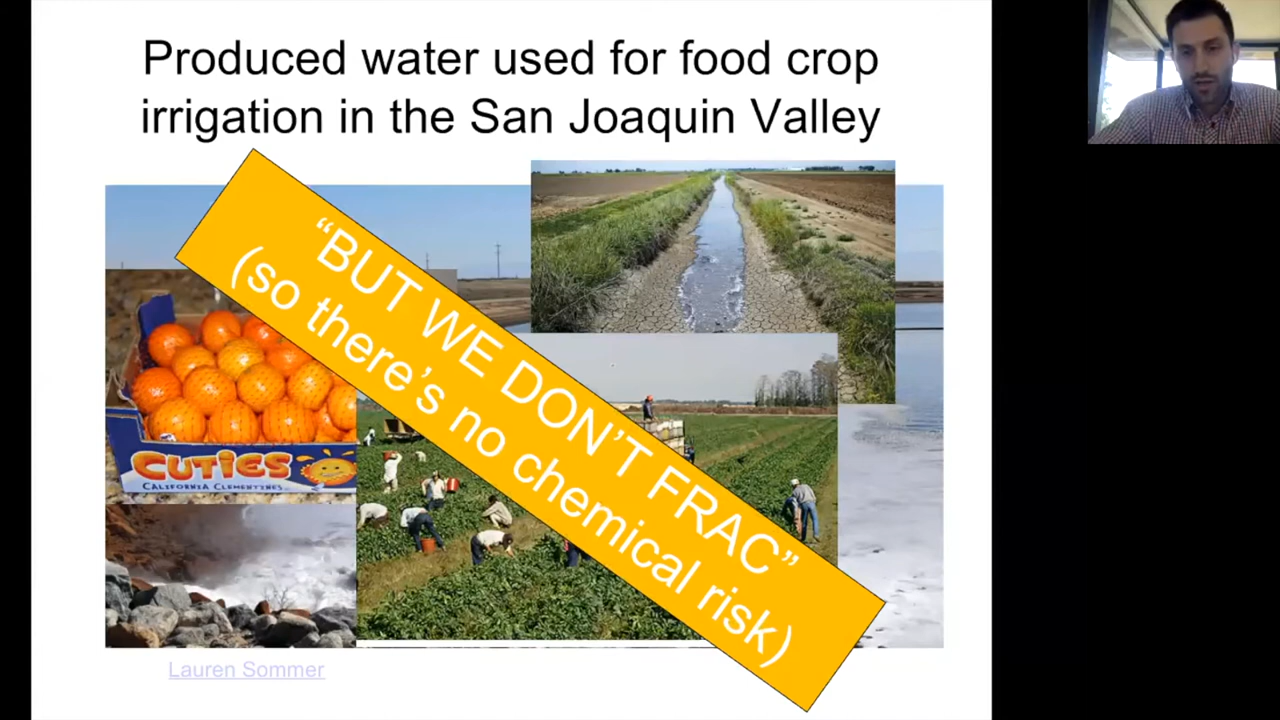 Produced water used for food crop
irrigation in the San Joaquin Valley
“BUT WE DON’T FRAC”
(so there’s no chemical risk)
CUTIES
CALIFORNIA CLEMENTINES
Lauren Sommer